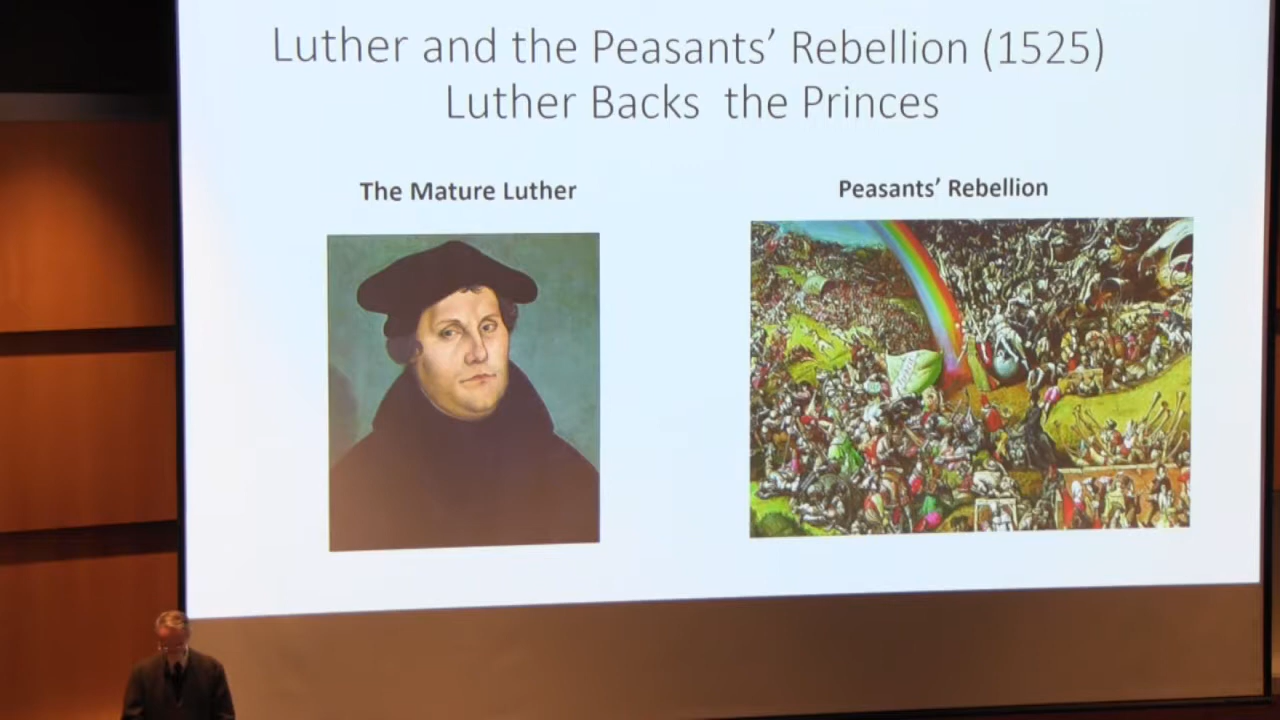 Luther and the Peasants’ Rebellion (1525)
Luther Backs the Princes
The Mature Luther
Peasants’ Rebellion